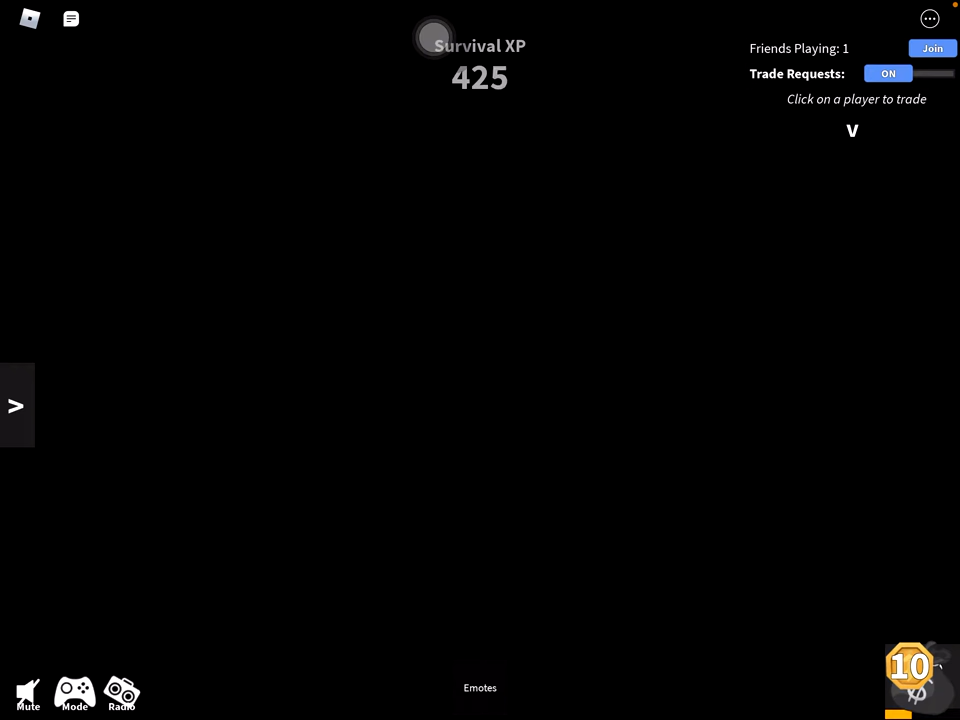 Survival XP
425
Friends Playing: 1
Join
Trade Requests:
ON
Click on a player to trade
v
>
10
Mute
Mode
Radio
Emotes